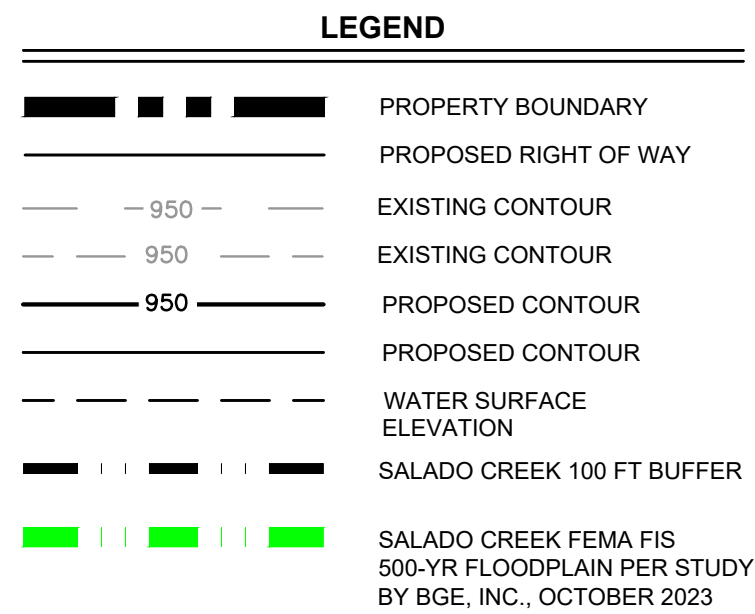 LEGEND
PROPERTY BOUNDARY
PROPOSED RIGHT OF WAY
950 EXISTING CONTOUR
950 EXISTING CONTOUR
950 PROPOSED CONTOUR
PROPOSED CONTOUR
WATER SURFACE
ELEVATION
SALADO CREEK 100 FT BUFFER
SALADO CREEK FEMA FIS
500-YR FLOODPLAIN PER STUDY
BY BGE, INC., OCTOBER 2023